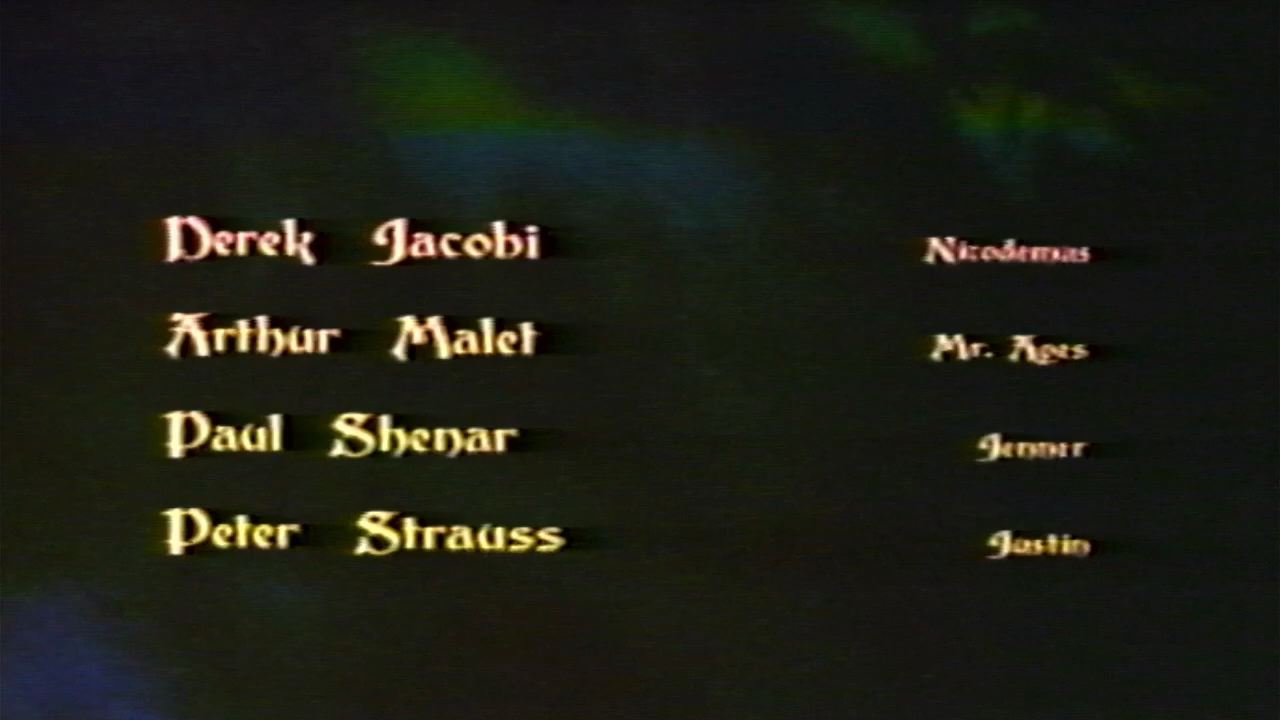 Derek Jacobi Nicodemus
Arthur Malet Mr. Ages
Paul Shenar Jenner
Peter Strauss Justin